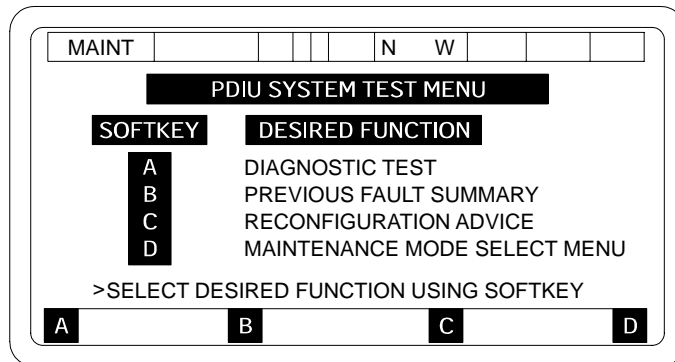 MAINT N W
PDIU SYSTEM TEST MENU
SOFTKEY DESIRED FUNCTION
A DIAGNOSTIC TEST
B PREVIOUS FAULT SUMMARY
C RECONFIGURATION ADVICE
D MAINTENANCE MODE SELECT MENU
>SELECT DESIRED FUNCTION USING SOFTKEY
A B C D